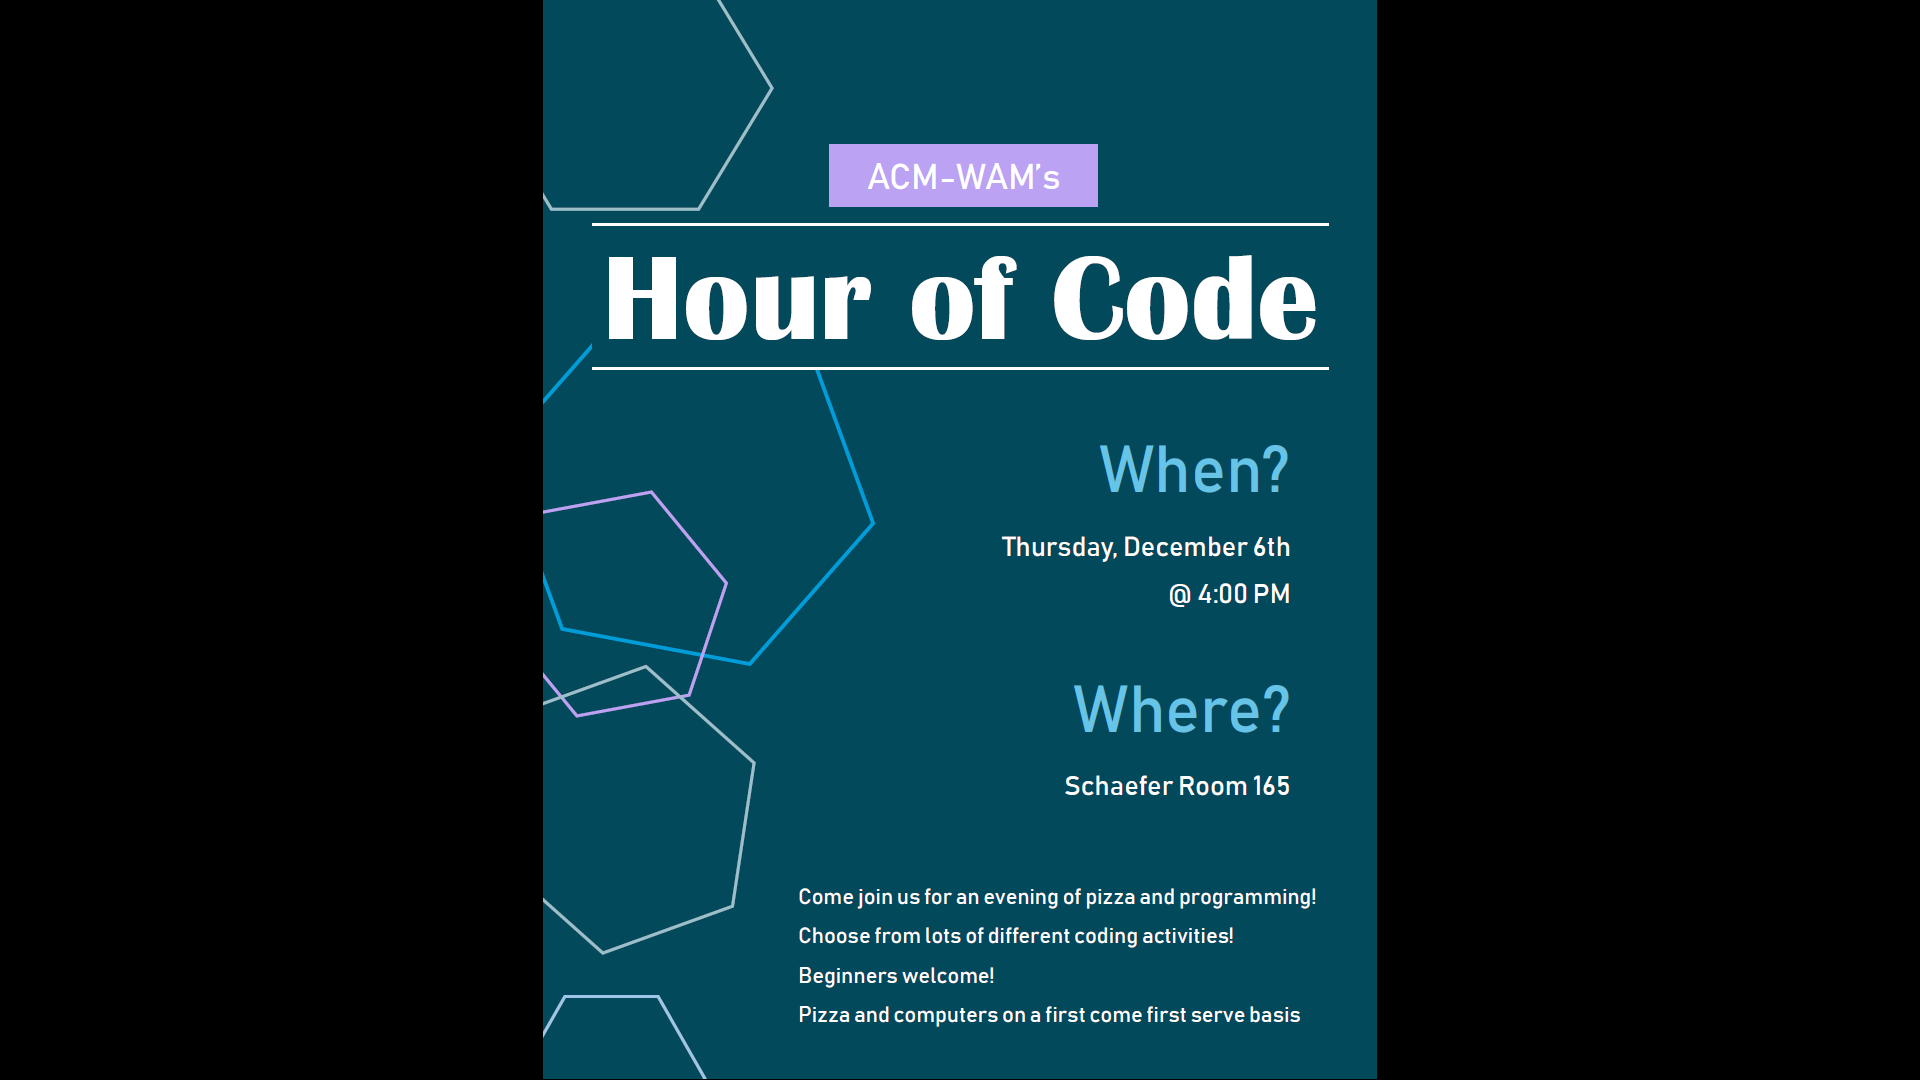 ACM-WAM’s
Hour of Code
When?
Thursday, December 6th
@ 4:00 PM
Where?
Schaefer Room 165
Come join us for an evening of pizza and programming!
Choose from lots of different coding activities!
Beginners welcome!
Pizza and computers on a first come first serve basis